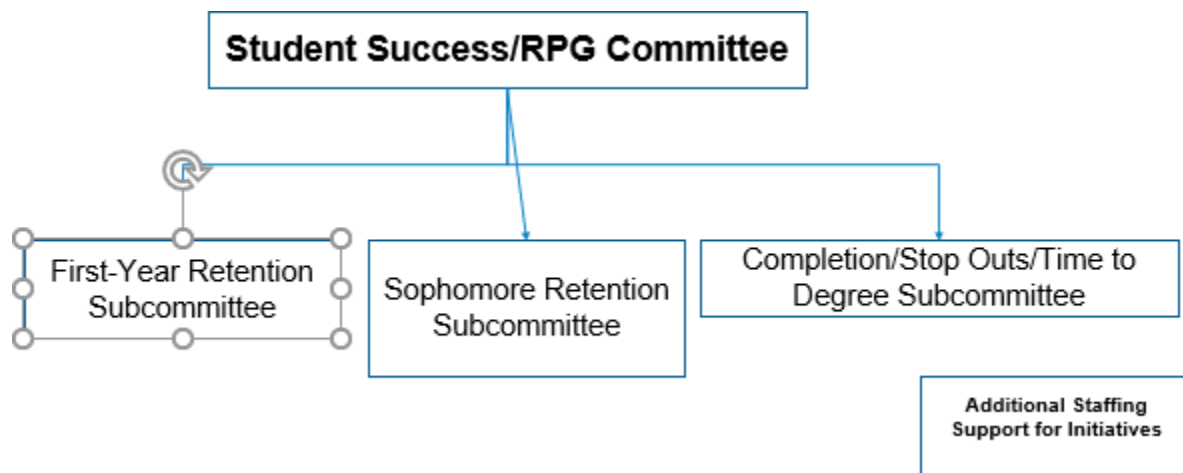 Student Success/RPG Committee
First-Year Retention
Subcommittee
Sophomore Retention
Subcommittee
Completion/Stop Outs/Time to
Degree Subcommittee
Additional Staffing
Support for Initiatives